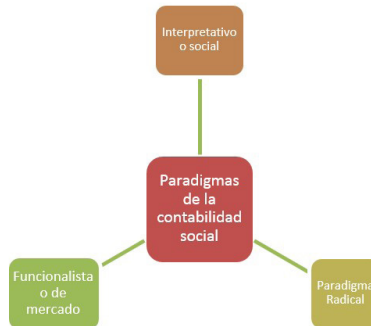 Interpretativo
o social
Paradigmas
de la
contabilidad
social
Funcionalista
o de
mercado
Paradigma
Radical